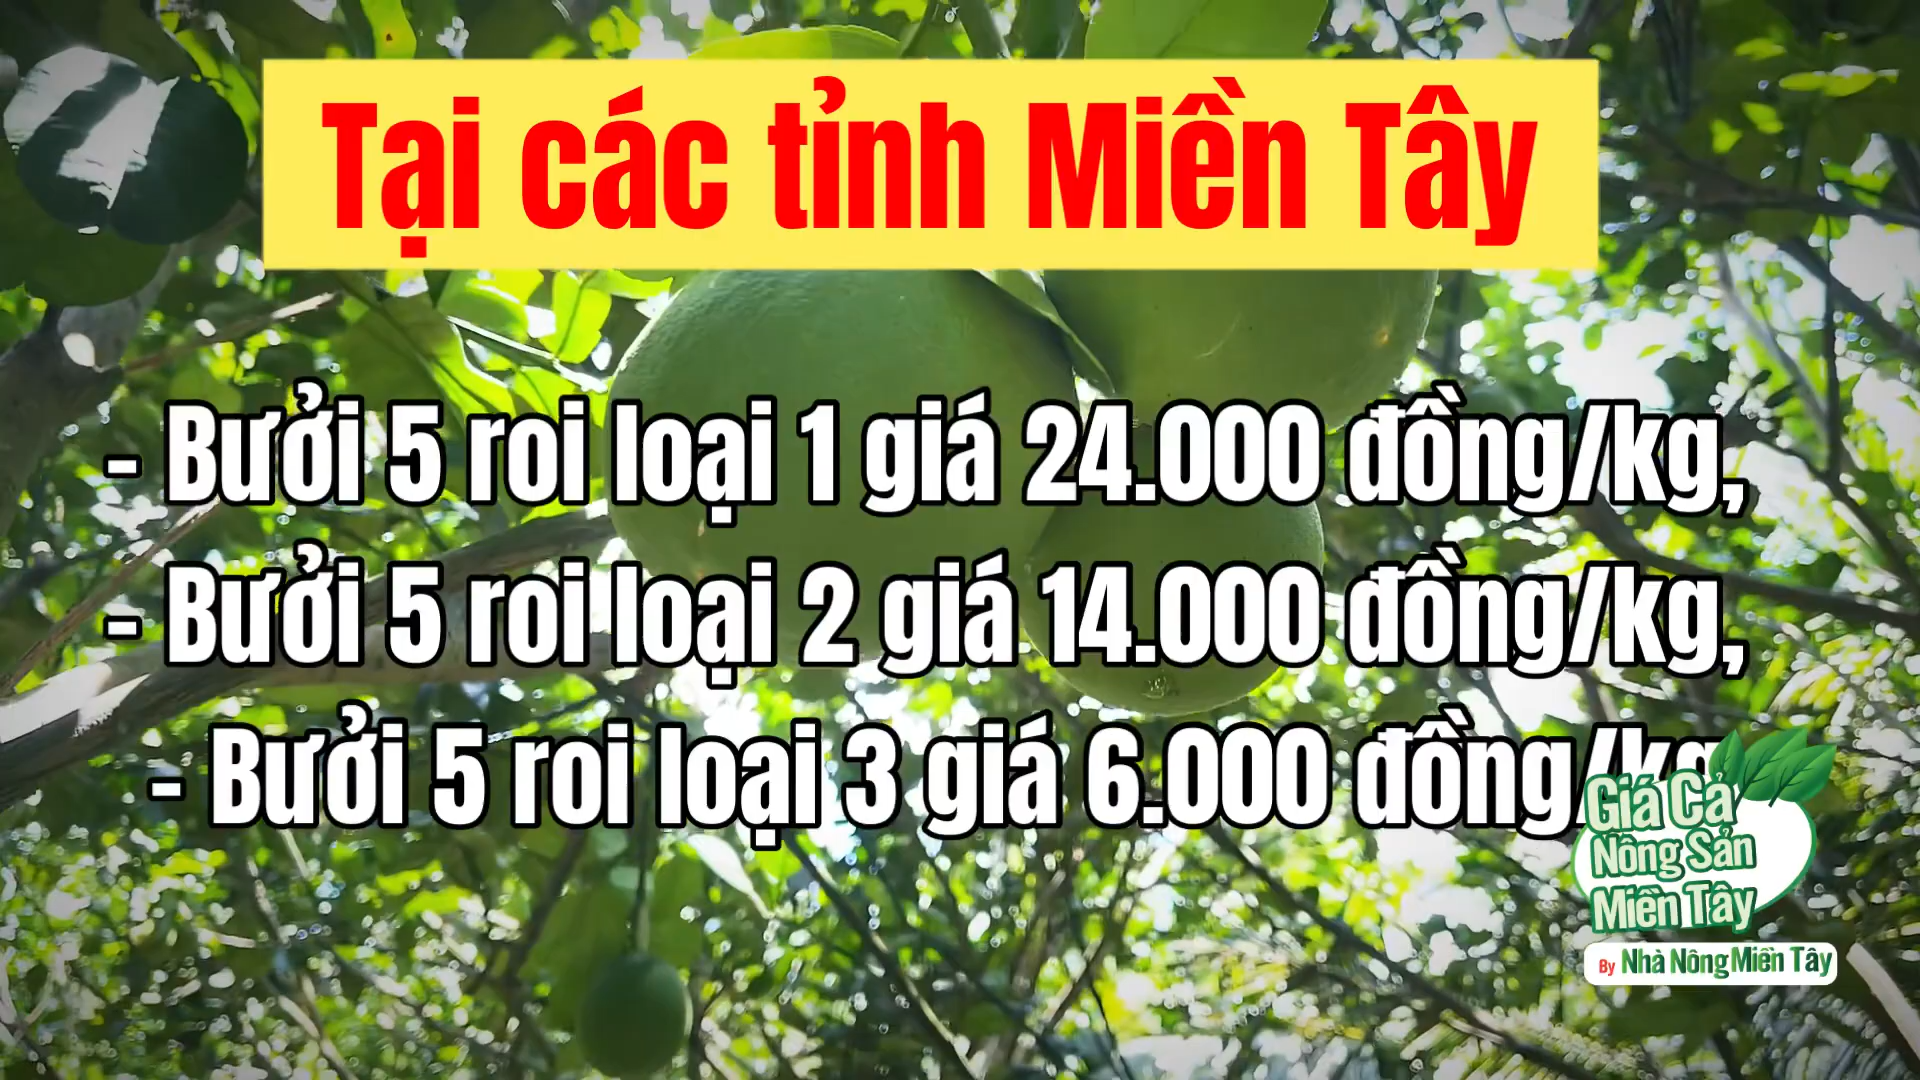 Tại các tỉnh Miền Tây
- Bưởi 5 roi loại 1 giá 24.000 đồng/kg,
- Bưởi 5 roi loại 2 giá 14.000 đồng/kg,
- Bưởi 5 roi loại 3 giá 6.000 đồng/kg
Giá Cả
Nông Sản
Miền Tây
By Nhà Nông Miền Tây